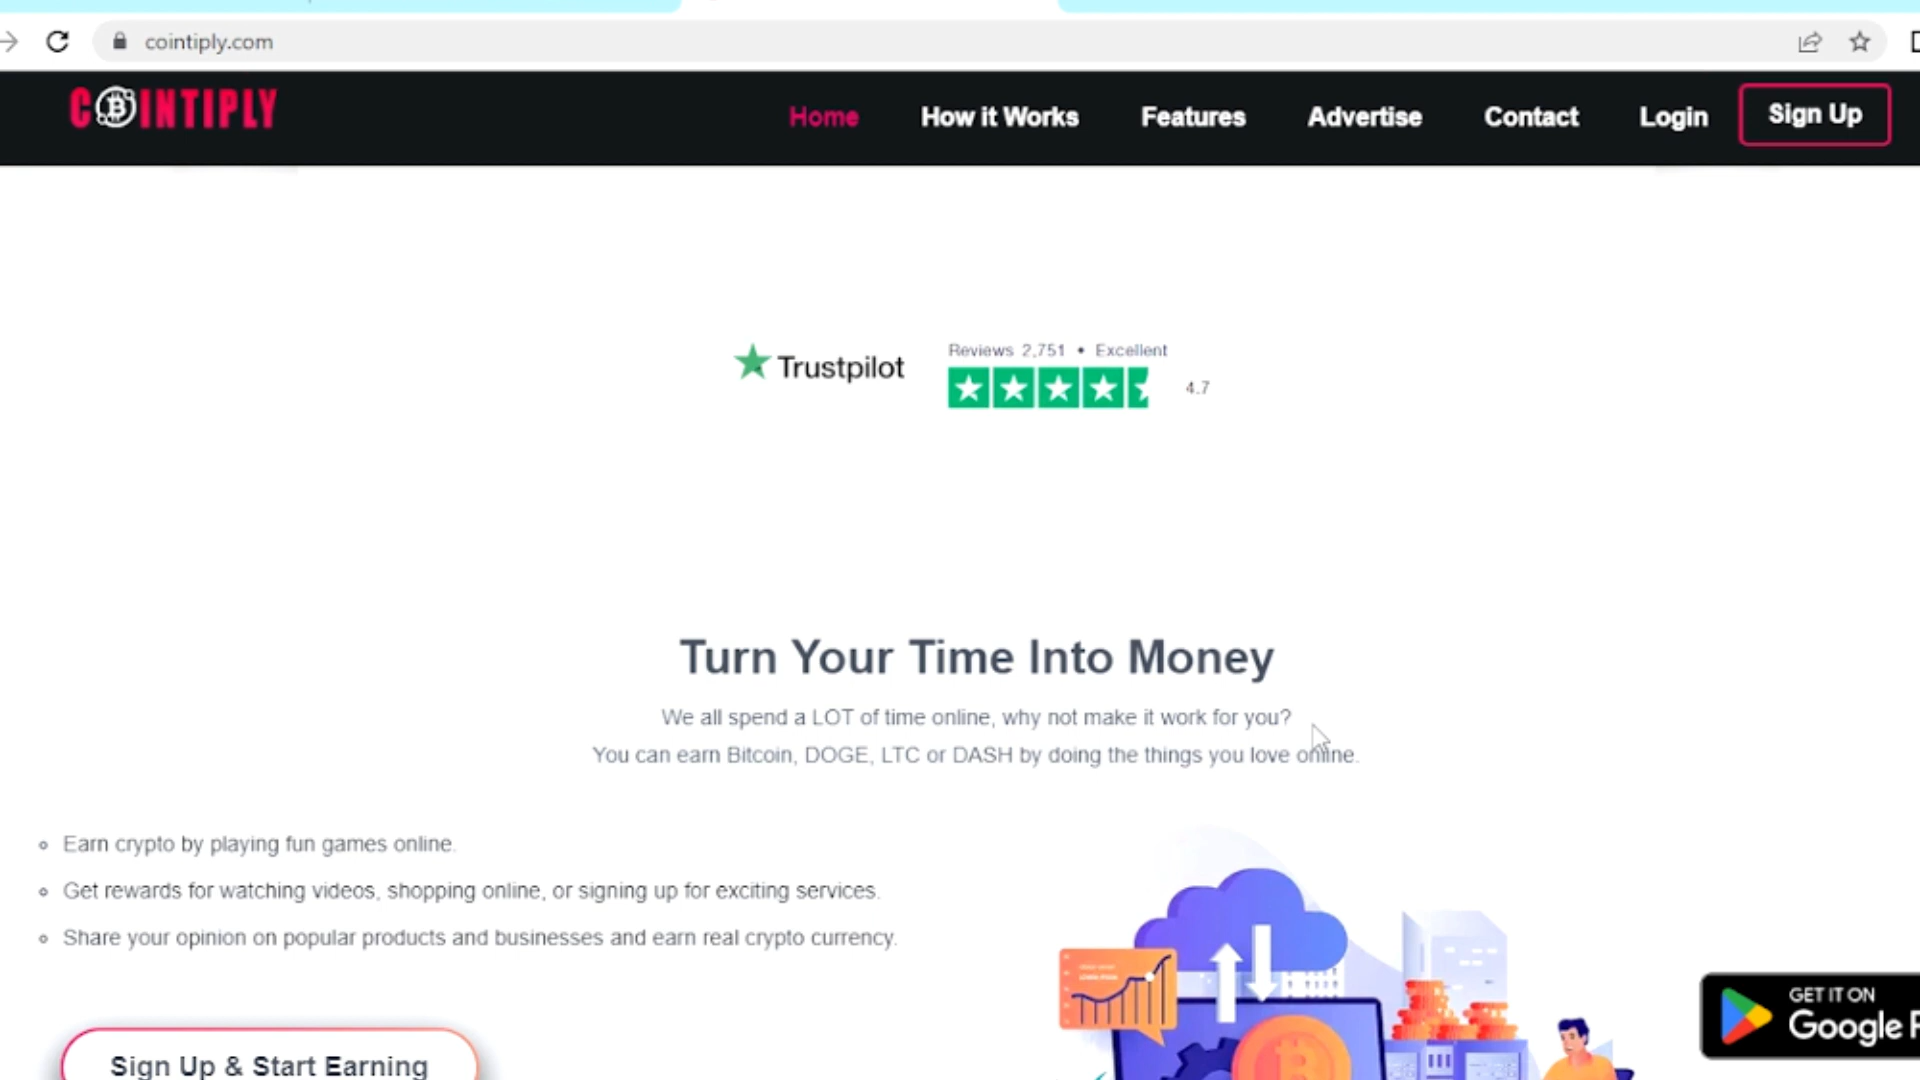 cointiply.com
COINTIPLY
Home How it Works Features Advertise Contact Login Sign Up
Trustpilot
Reviews 2,751 • Excellent
4.7
Turn Your Time Into Money
We all spend a LOT of time online, why not make it work for you?
You can earn Bitcoin, DOGE, LTC or DASH by doing the things you love online.
Earn crypto by playing fun games online.
Get rewards for watching videos, shopping online, or signing up for exciting services.
Share your opinion on popular products and businesses and earn real crypto currency.
GET IT ON
Google P
Sign Up & Start Earning